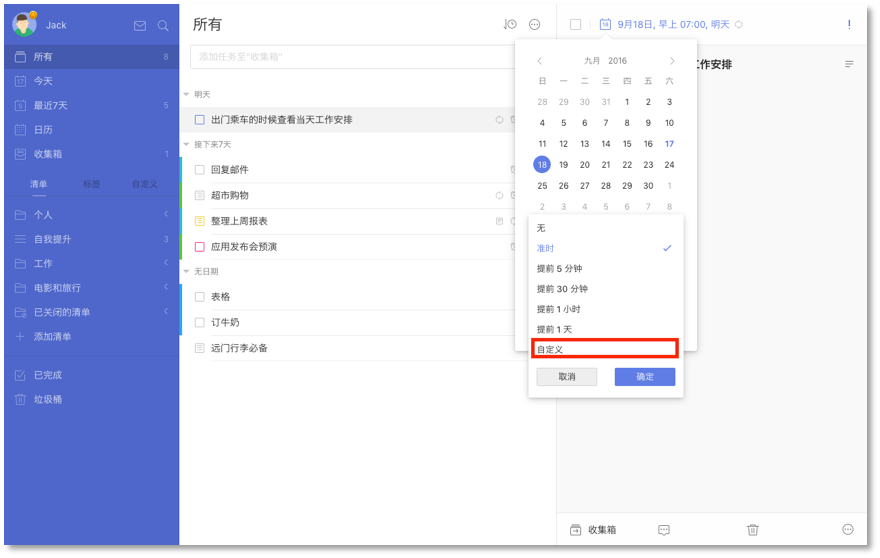 Jack
所有 8
今天
最近7天 5
日历
收集箱 1
清单 标签 自定义
个人
自我提升 3
工作
电影和旅行
已关闭的清单
添加清单
已完成
垃圾桶
所有
添加任务至"收集箱"
明天
出门乘车的时候查看当天工作安排
接下来7天
回复邮件
超市购物
整理上周报表
应用发布会预演
无日期
表格
订牛奶
远门行李必备
18 9月18日, 早上 07:00, 明天
工作安排
九月 2016
日 一 二 三 四 五 六
28 29 30 31 1 2 3
4 5 6 7 8 9 10
11 12 13 14 15 16 17
18 19 20 21 22 23 24
25 26 27 28 29 30 1
2 3 4 5 6 7 8
无
准时
提前 5 分钟
提前 30 分钟
提前 1 小时
提前 1 天
自定义
取消 确定
收集箱